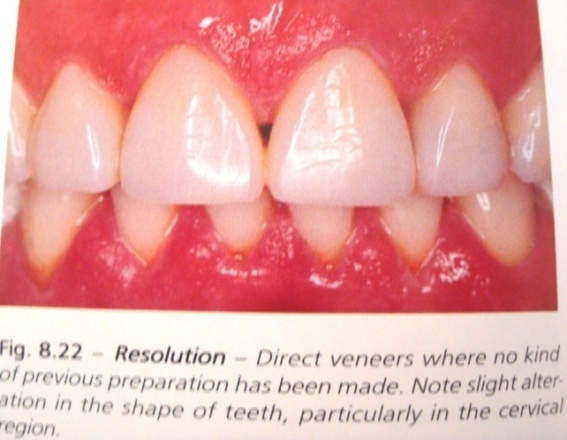 Fig. 8.22 – Resolution – Direct veneers where no kind
of previous preparation has been made. Note slight alter-
ation in the shape of teeth, particularly in the cervical
region.